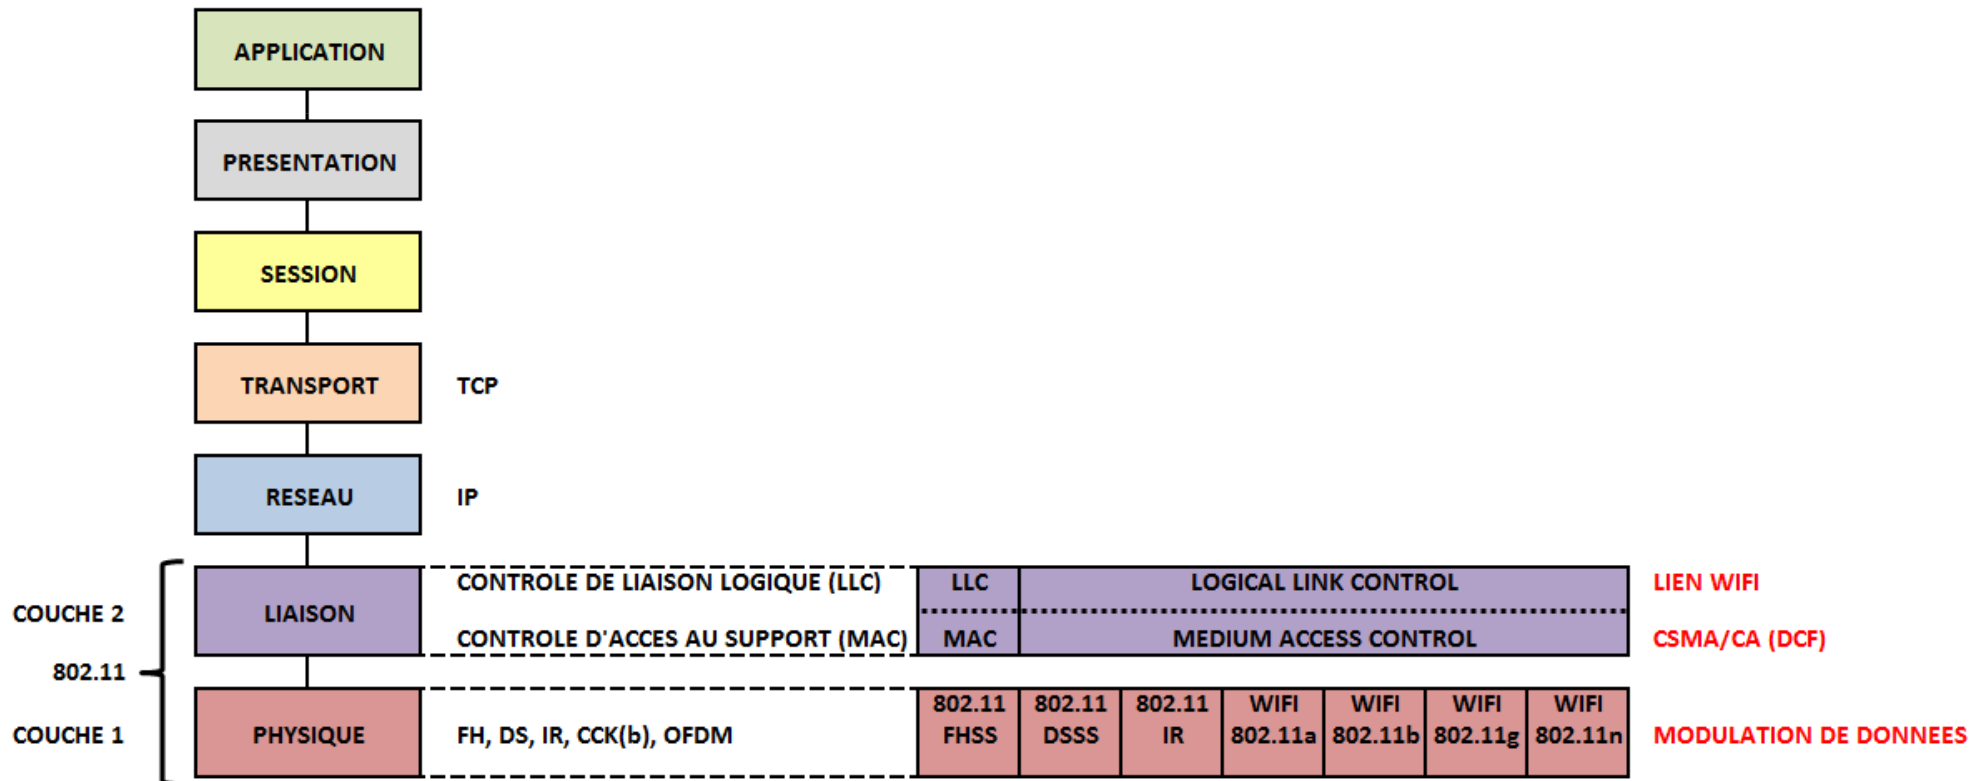 APPLICATION
PRESENTATION
SESSION
TRANSPORT TCP
RESEAU IP
COUCHE 2
802.11
COUCHE 1
LIAISON
CONTROLE DE LIAISON LOGIQUE (LLC) LLC LOGICAL LINK CONTROL LIEN WIFI
CONTROLE D'ACCES AU SUPPORT (MAC) MAC MEDIUM ACCESS CONTROL CSMA/CA (DCF)
PHYSIQUE FH, DS, IR, CCK(b), OFDM
802.11 FHSS
802.11 DSSS
802.11 IR
WIFI 802.11a
WIFI 802.11b
WIFI 802.11g
WIFI 802.11n
MODULATION DE DONNEES